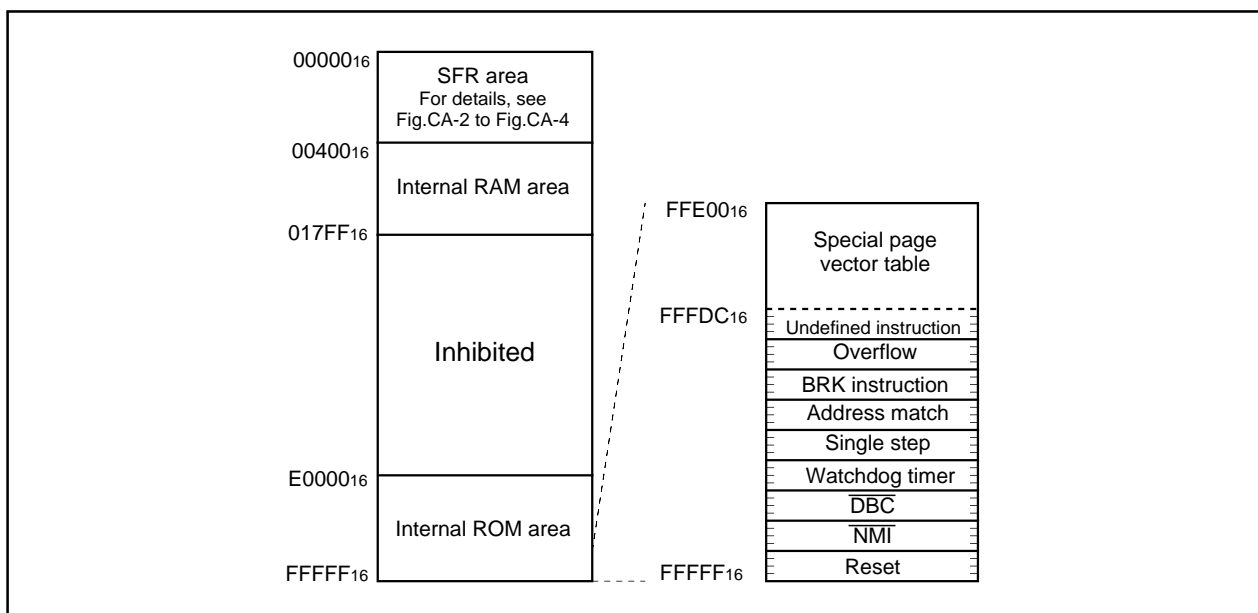 0000016
SFR area
For details, see
Fig.CA-2 to Fig.CA-4
0040016
Internal RAM area
017FF16
Inhibited
E000016
Internal ROM area
FFFFF16
FFE0016
Special page
vector table
FFFDC16
Undefined instruction
Overflow
BRK instruction
Address match
Single step
Watchdog timer
DBC
NMI
Reset
FFFFF16